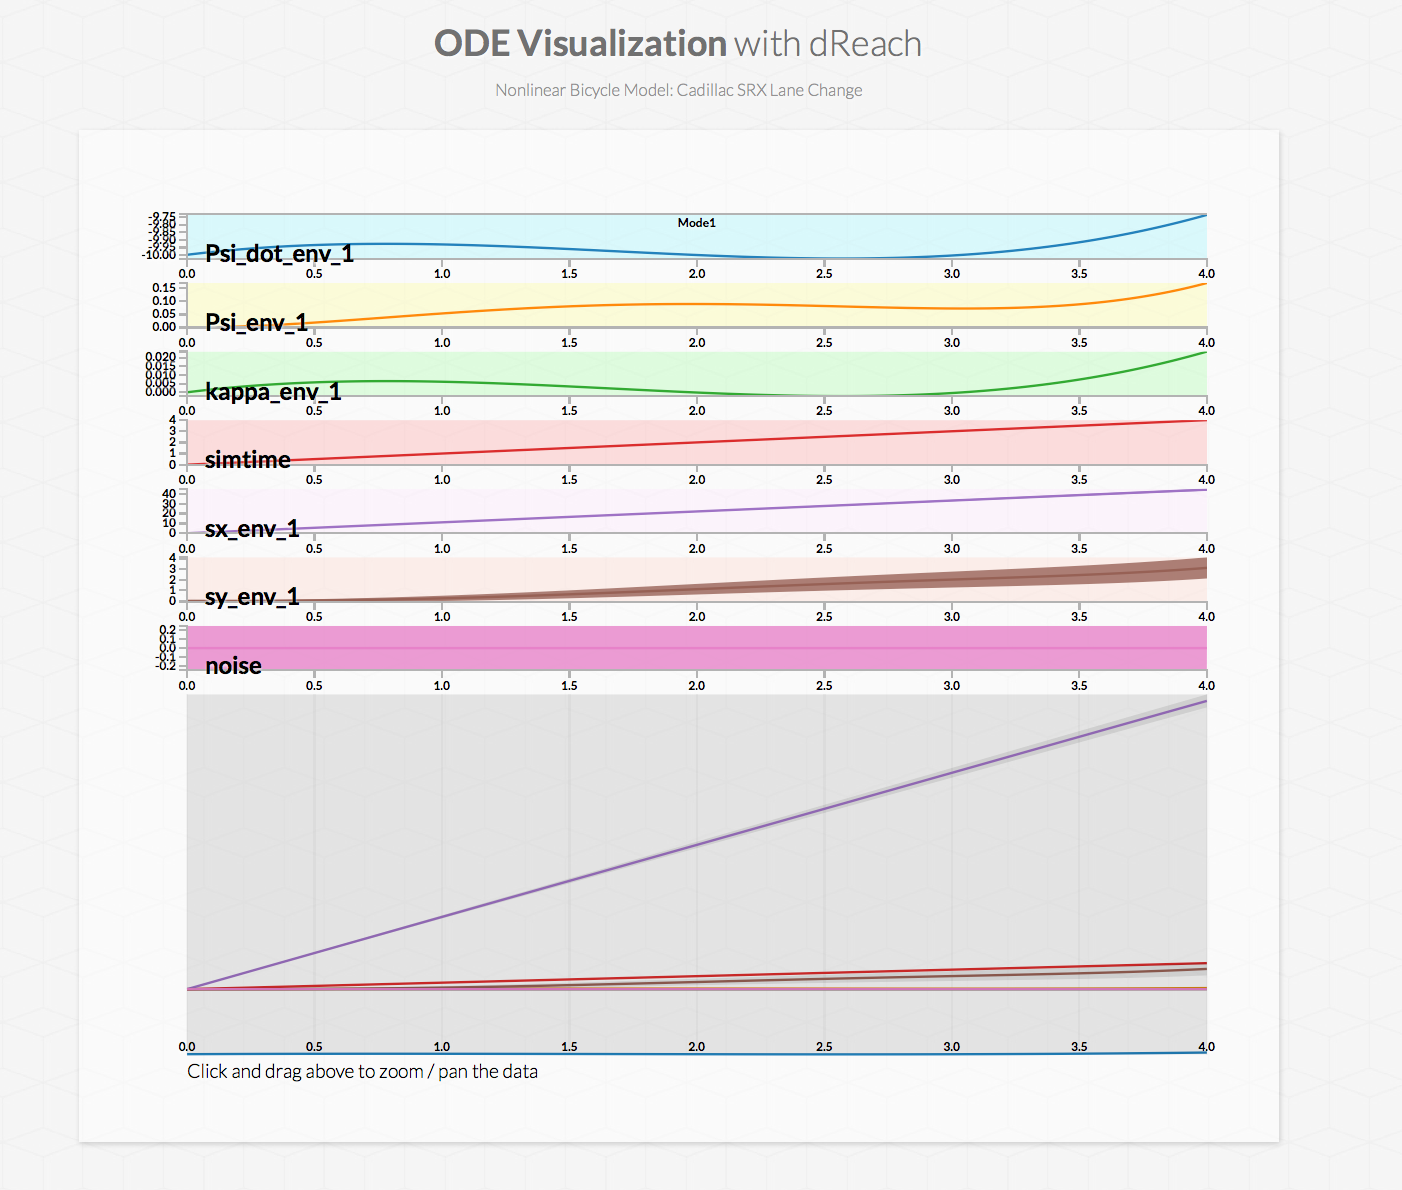 ODE Visualization with dReach
Nonlinear Bicycle Model: Cadillac SRX Lane Change
Mode1
-9.75
-9.80
-9.85
-9.90
-9.95
-10.00
Psi_dot_env_1
0.0 0.5 1.0 1.5 2.0 2.5 3.0 3.5 4.0
0.15
0.10
0.05
0.00
Psi_env_1
0.0 0.5 1.0 1.5 2.0 2.5 3.0 3.5 4.0
0.020
0.015
0.010
0.005
0.000
kappa_env_1
0.0 0.5 1.0 1.5 2.0 2.5 3.0 3.5 4.0
4
3
2
1
0
simtime
0.0 0.5 1.0 1.5 2.0 2.5 3.0 3.5 4.0
40
30
20
10
0
sx_env_1
0.0 0.5 1.0 1.5 2.0 2.5 3.0 3.5 4.0
4
3
2
1
0
sy_env_1
0.0 0.5 1.0 1.5 2.0 2.5 3.0 3.5 4.0
0.2
0.1
0.0
-0.1
-0.2
noise
0.0 0.5 1.0 1.5 2.0 2.5 3.0 3.5 4.0
0.0 0.5 1.0 1.5 2.0 2.5 3.0 3.5 4.0
Click and drag above to zoom / pan the data